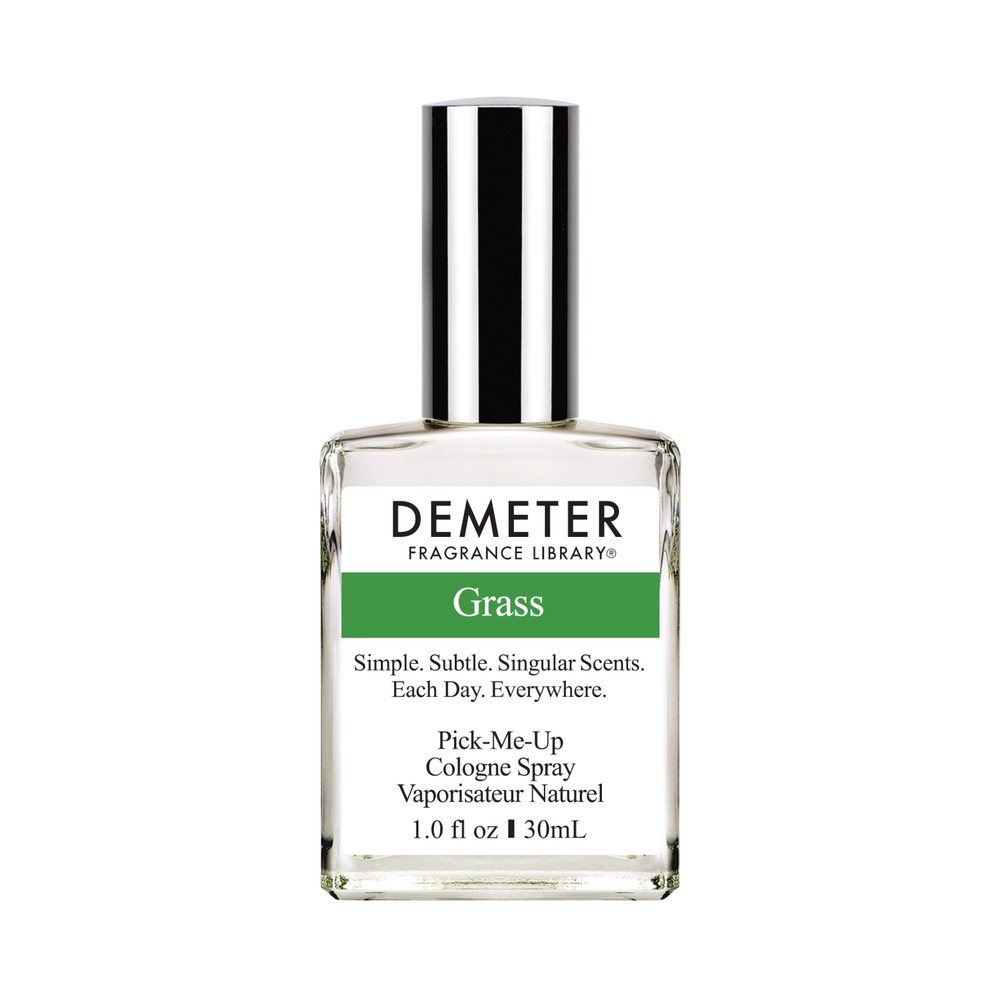 DEMETER
FRAGRANCE LIBRARY®
Grass
Simple. Subtle. Singular Scents.
Each Day. Everywhere.
Pick-Me-Up
Cologne Spray
Vaporisateur Naturel
1.0 fl oz ▌30mL